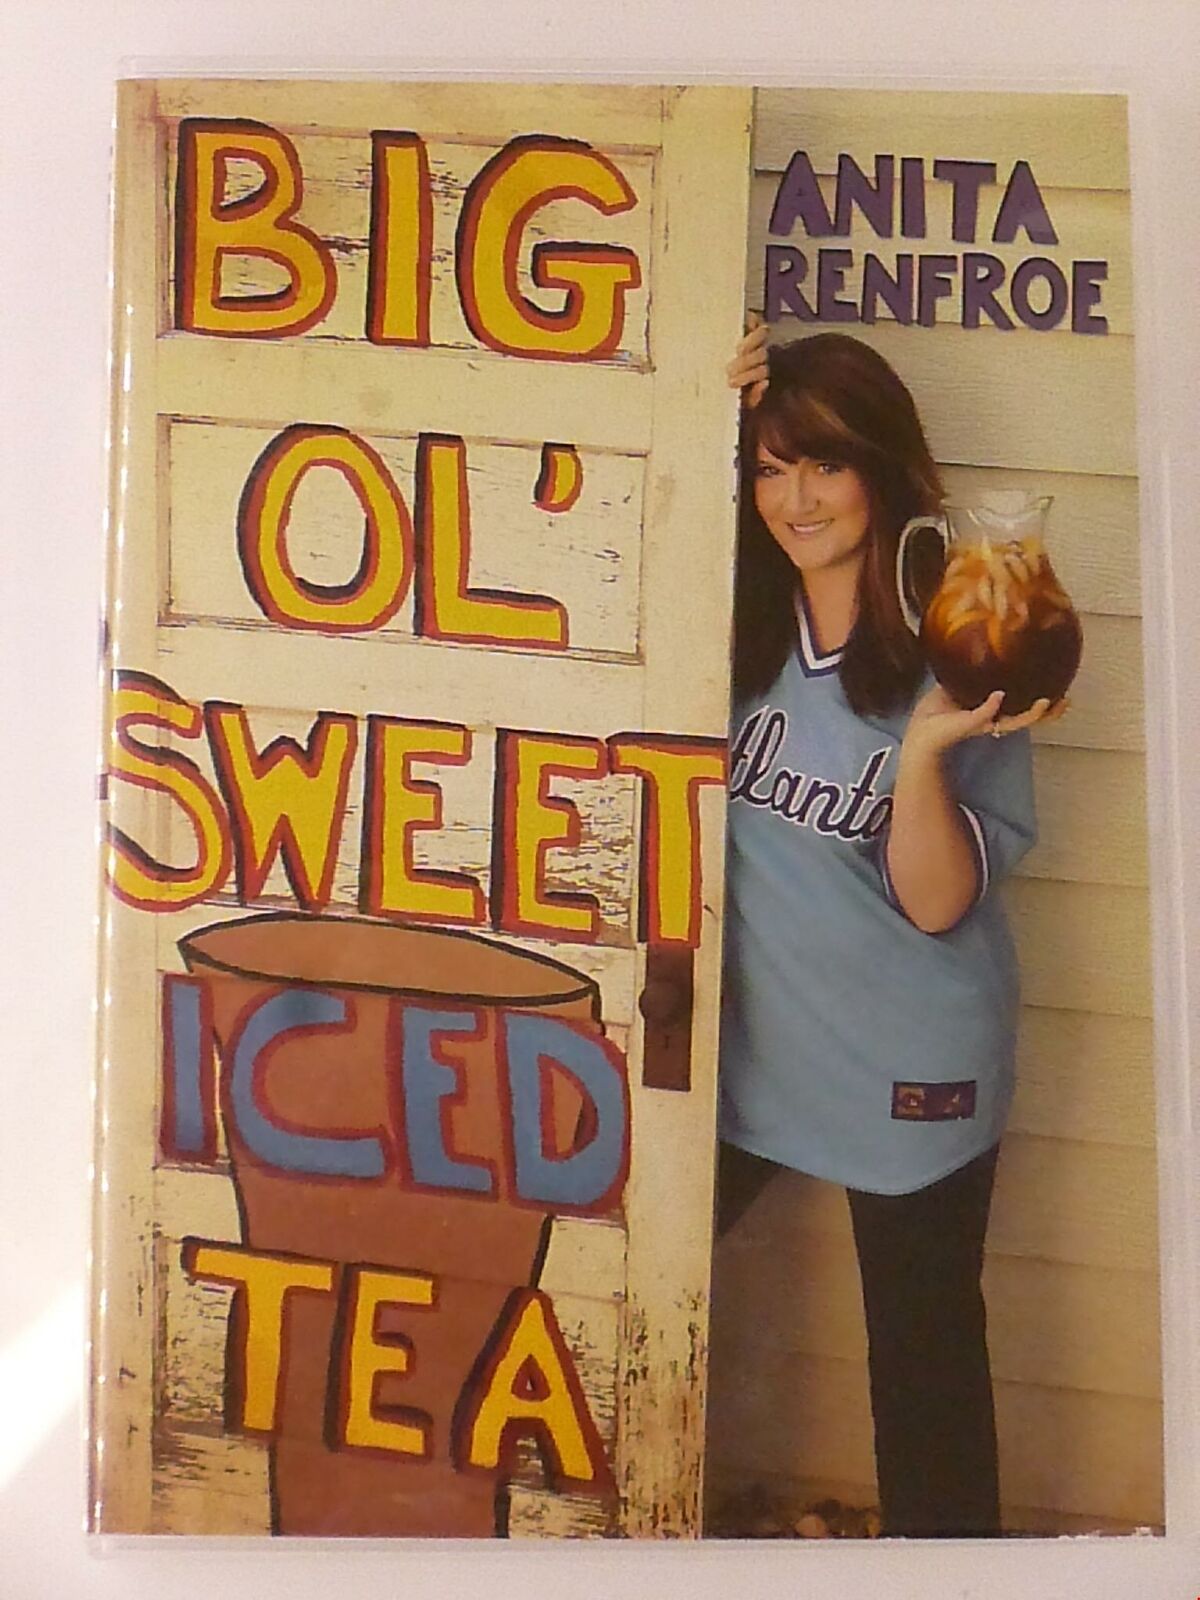 BIG
OL'
SWEET
ICED
TEA
ANITA
RENFROE
Atlanta